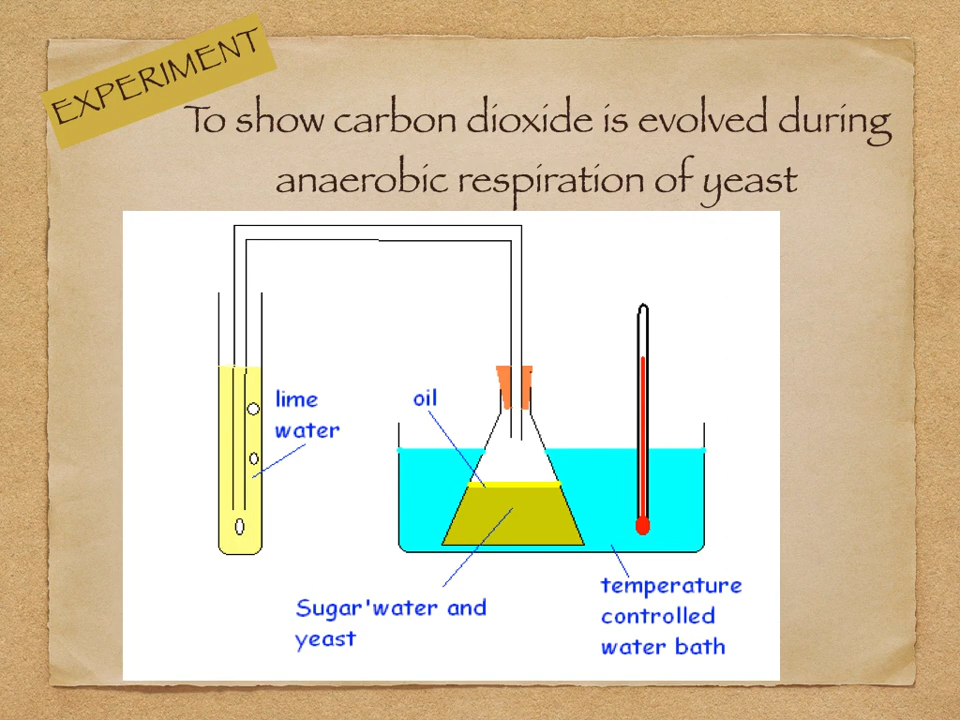 EXPERIMENT
To show carbon dioxide is evolved during
anaerobic respiration of yeast
lime
water
oil
Sugar'water and
yeast
temperature
controlled
water bath